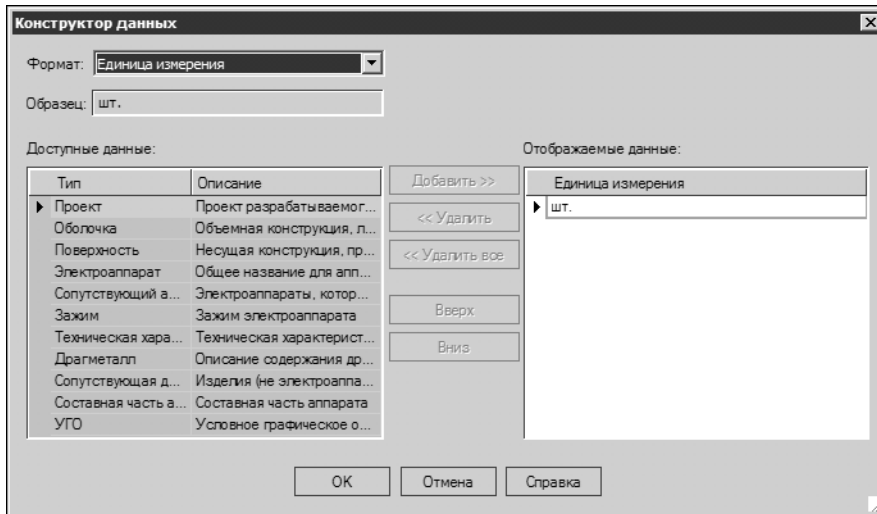 Конструктор данных
Формат: Единица измерения
Образец: шт.
Доступные данные:
Тип Описание
Проект Проект разрабатываемог...
Оболочка Объемная конструкция, л...
Поверхность Несущая конструкция, пр...
Электроаппарат Общее название для апп...
Сопутствующий а... Электроаппараты, котор...
Зажим Зажим электроаппарата
Техническая хара... Техническая характерист...
Драгметалл Описание содержания др...
Сопутствующая д... Изделия (не электроаппа...
Составная часть а... Составная часть аппарата
УГО Условное графическое о...
Добавить >>
<< Удалить
<< Удалить все
Вверх
Вниз
Отображаемые данные:
Единица измерения
шт.
OK Отмена Справка